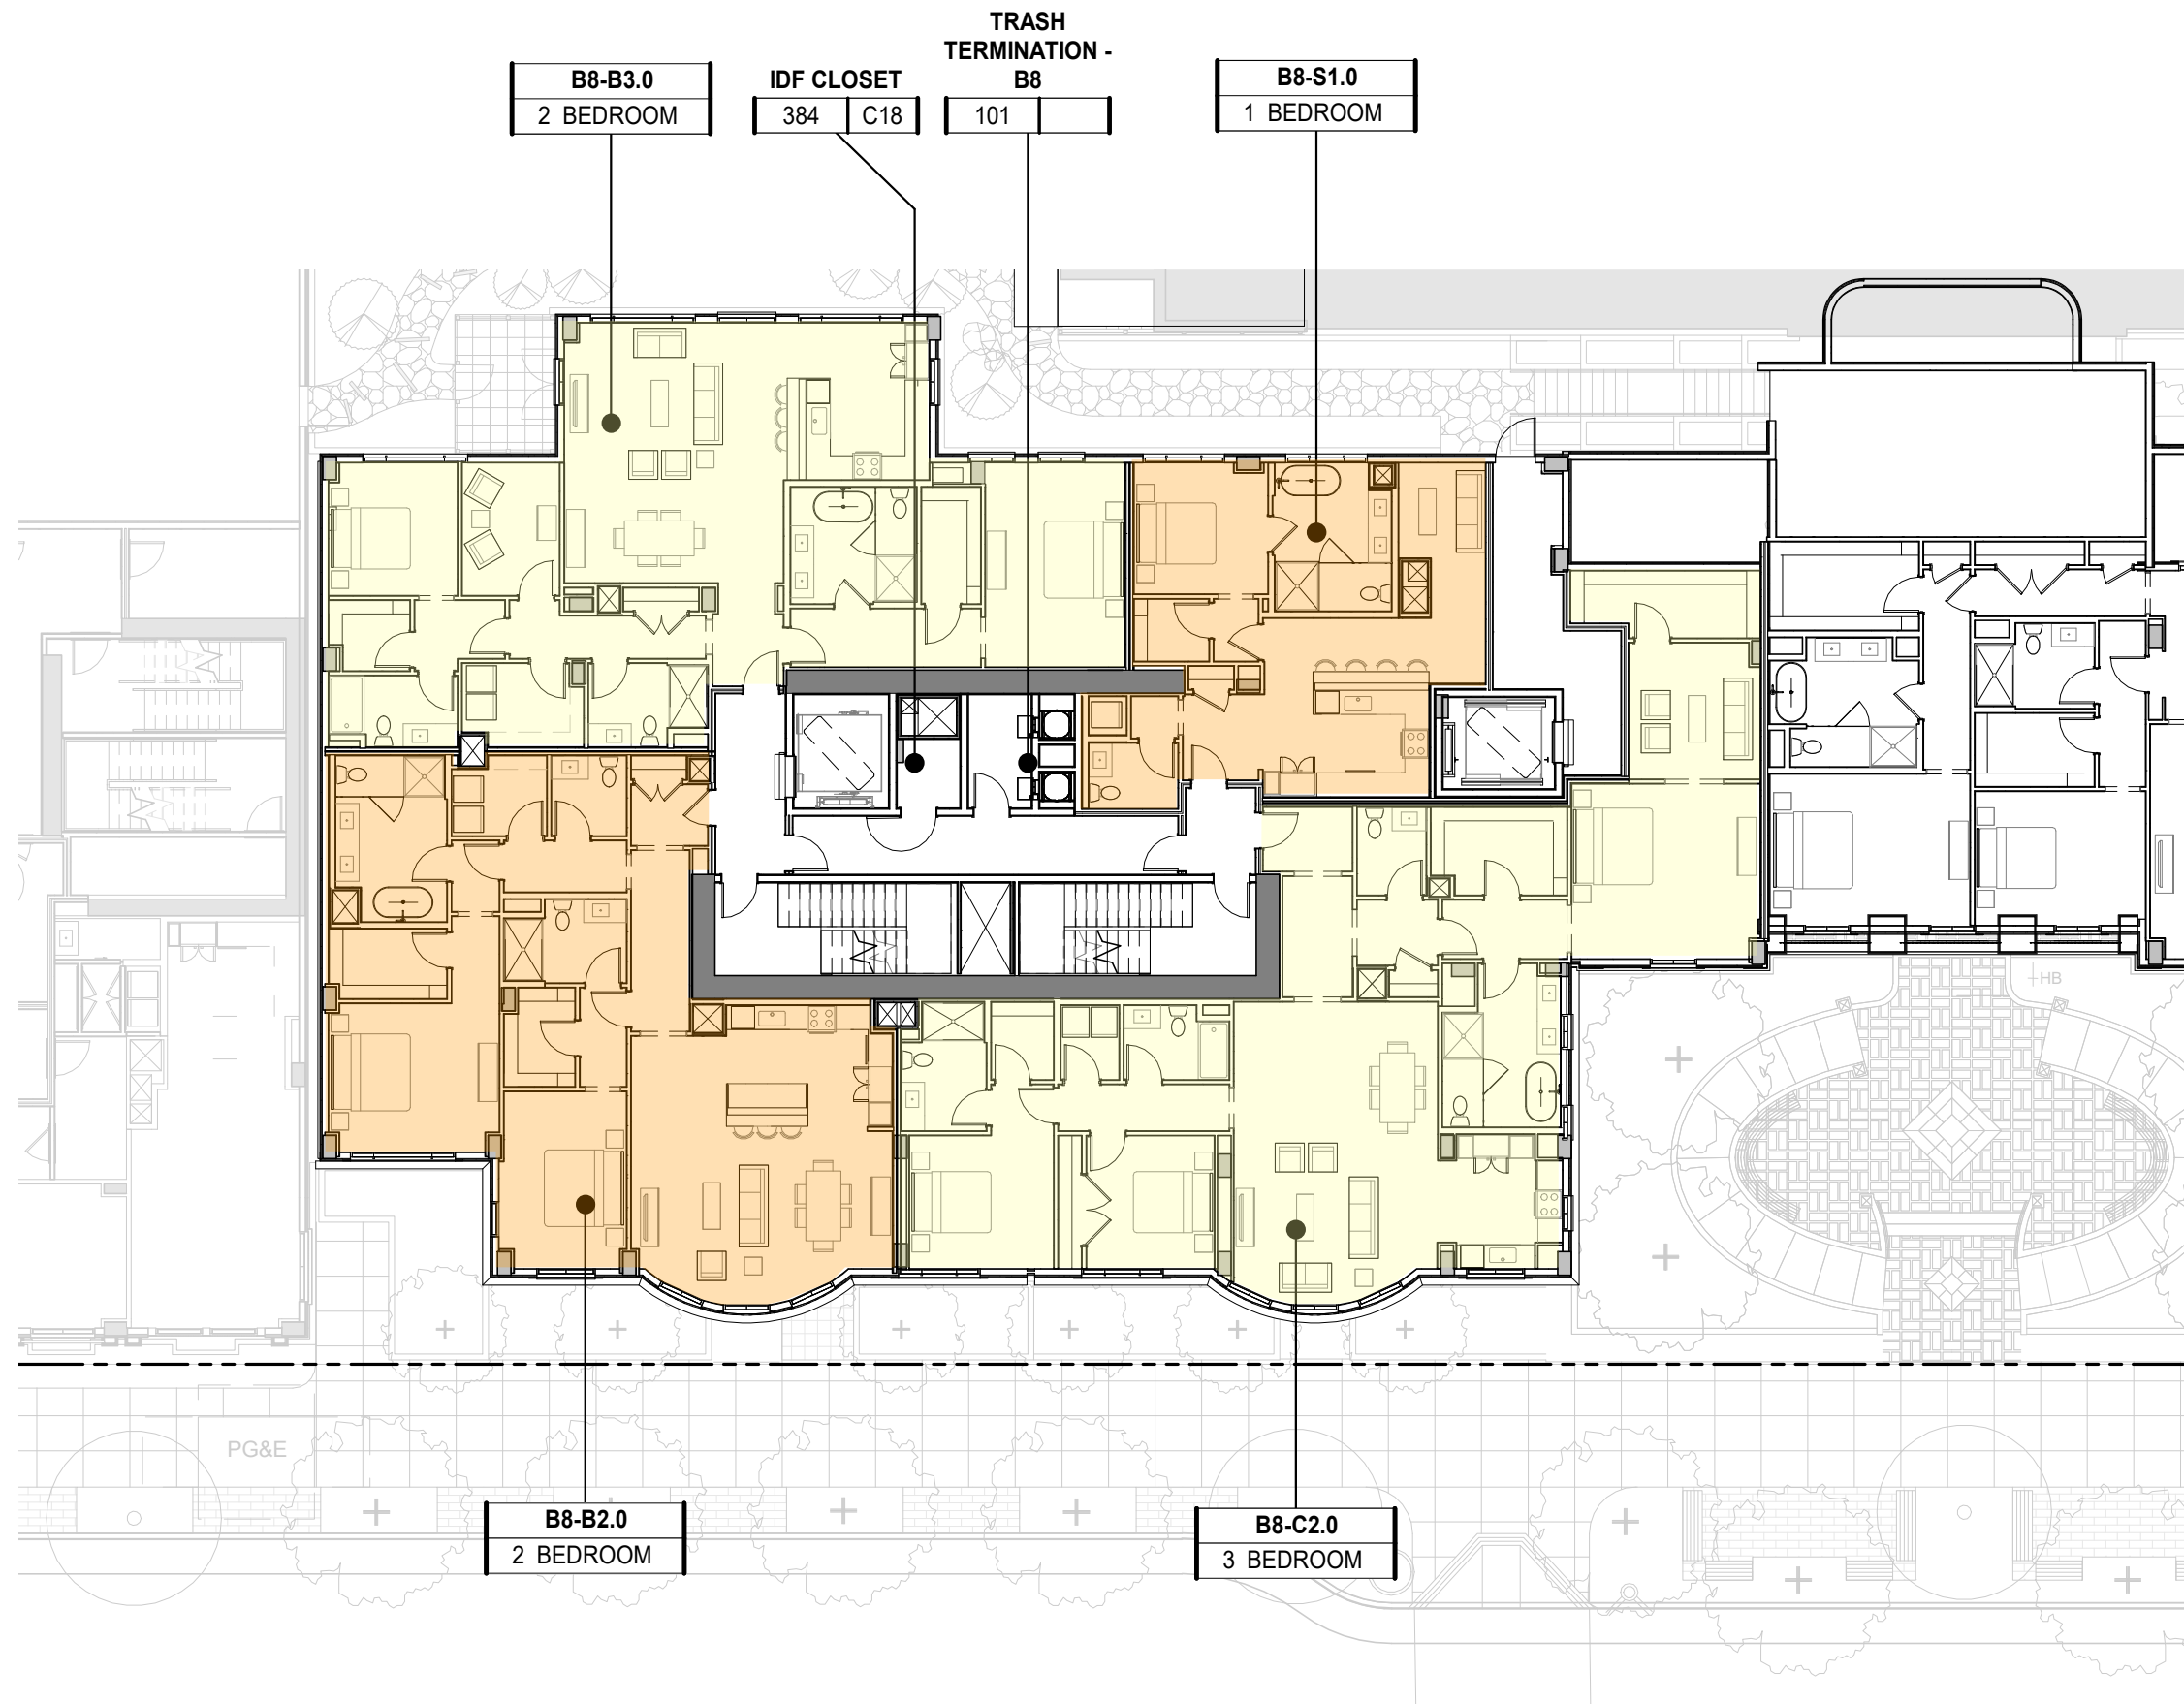 TRASH
TERMINATION -
B8
101
B8-B3.0
2 BEDROOM
IDF CLOSET
384 C18
B8-S1.0
1 BEDROOM
HB
PG&E
B8-B2.0
2 BEDROOM
B8-C2.0
3 BEDROOM